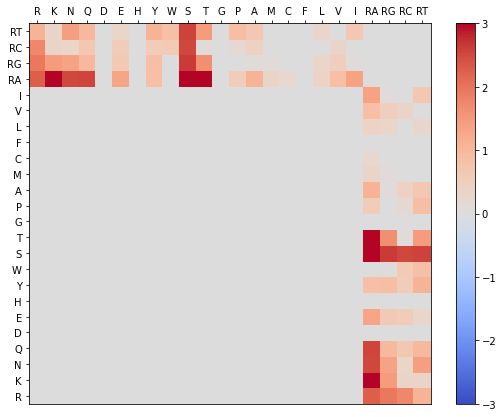 R K N Q D E H Y W S T G P A M C F L V I RA RG RC RT
RT
RC
RG
RA
I
V
L
F
C
M
A
P
G
T
S
W
Y
H
E
D
Q
N
K
R
3
2
1
0
−1
−2
−3